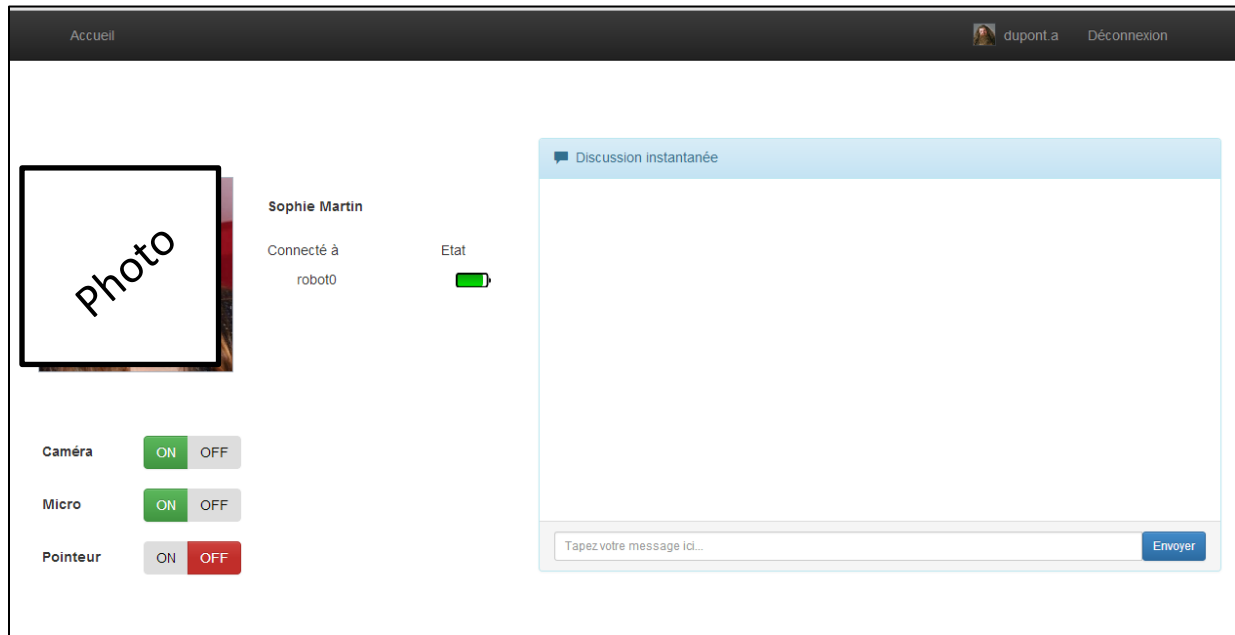 Accueil dupont.a Déconnexion
Photo
Sophie Martin
Connecté à Etat
robot0
Caméra ON OFF
Micro ON OFF
Pointeur ON OFF
Discussion instantanée
Tapez votre message ici... Envoyer